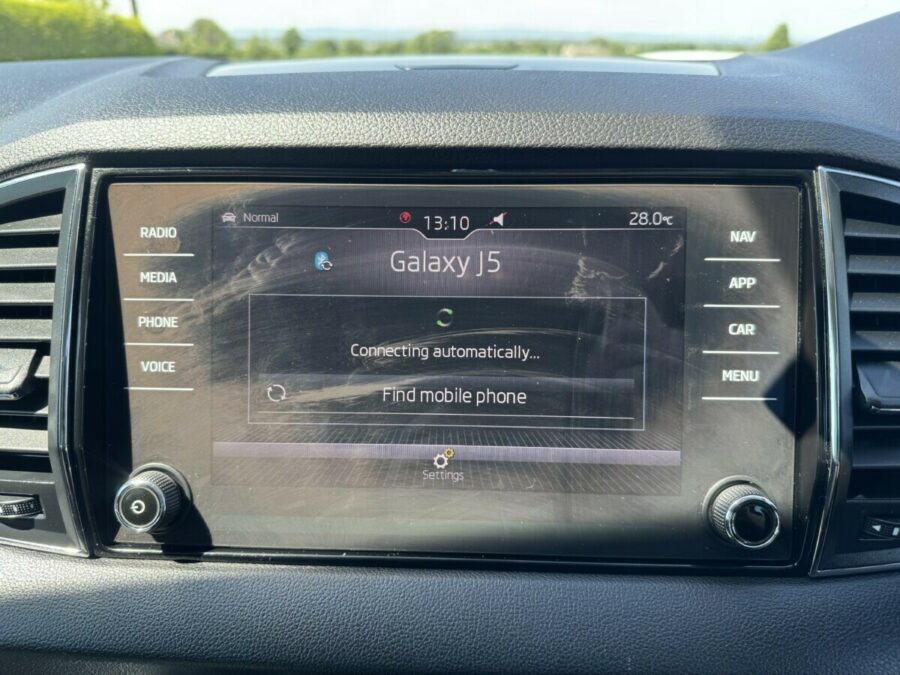 Normal
13:10
28.0°C
Galaxy J5
Connecting automatically...
Find mobile phone
Settings
RADIO
MEDIA
PHONE
VOICE
NAV
APP
CAR
MENU